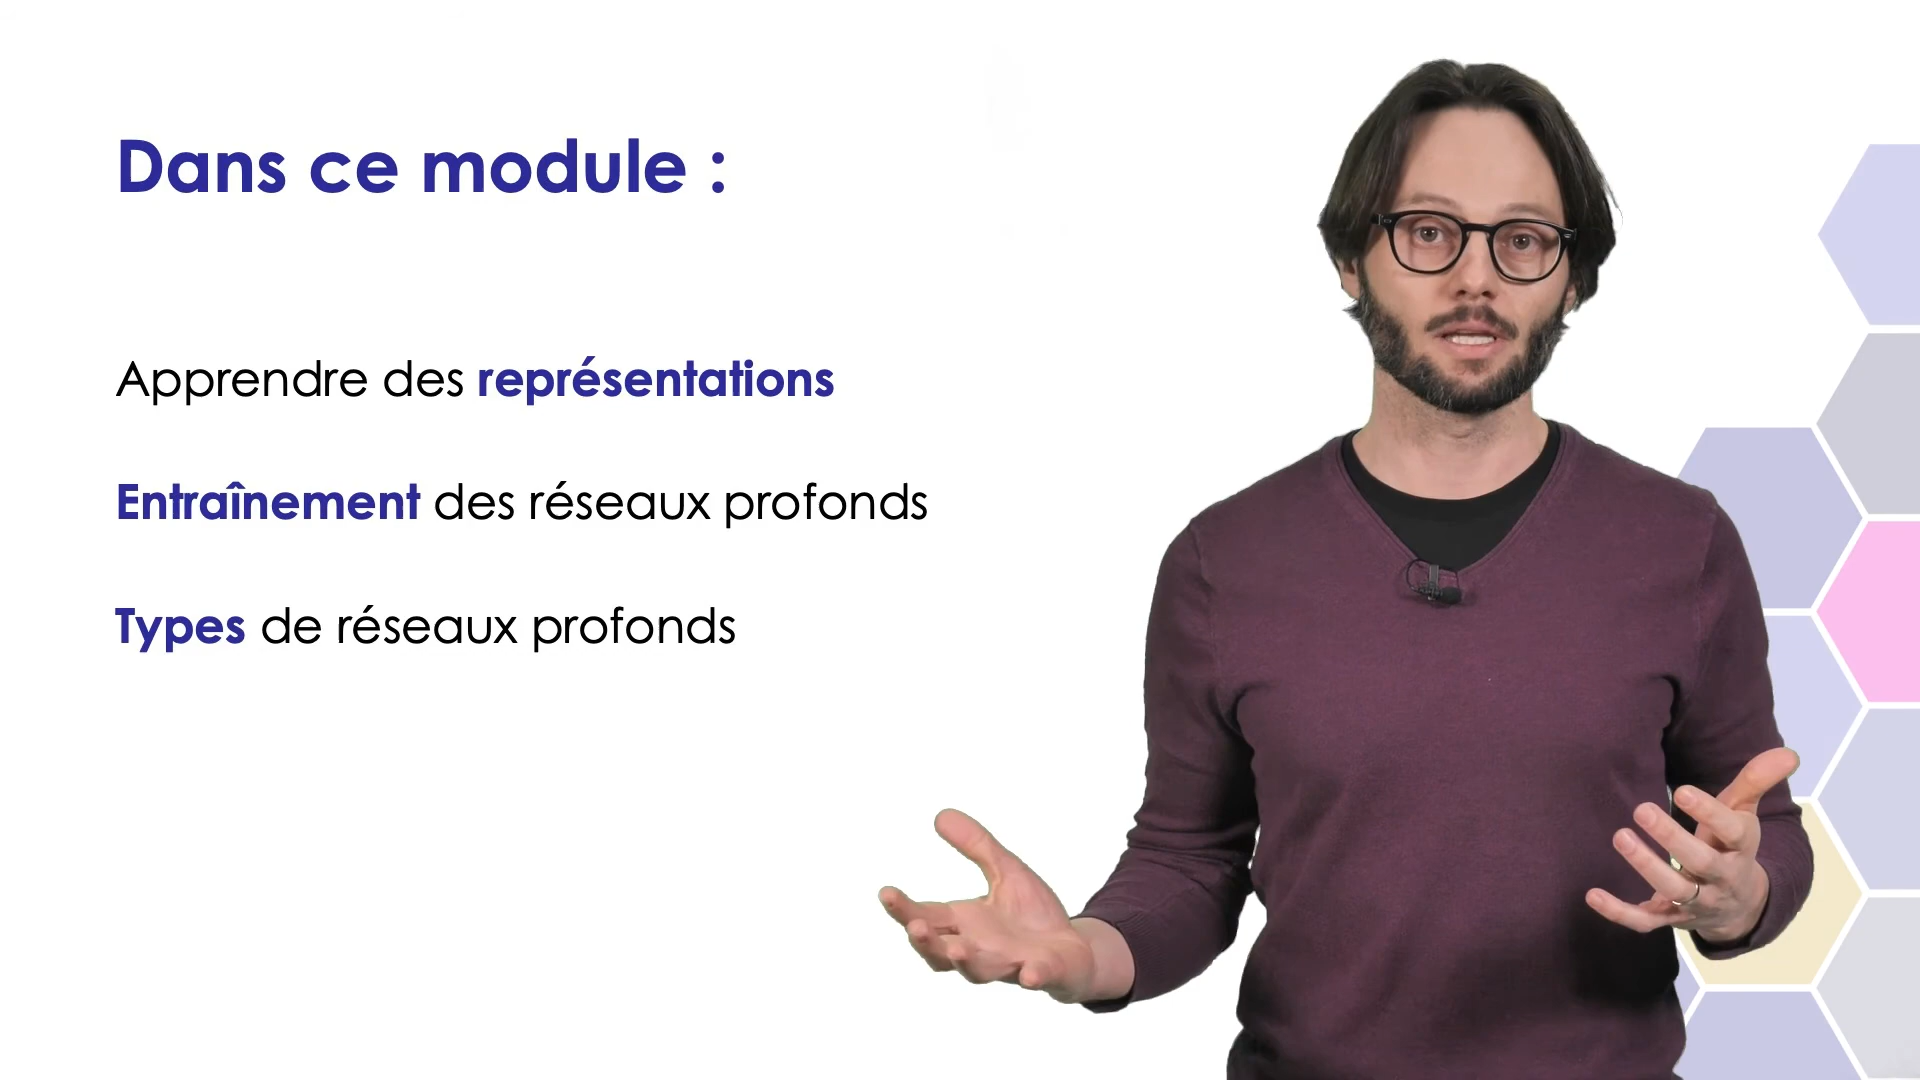 Dans ce module :
Apprendre des représentations
Entraînement des réseaux profonds
Types de réseaux profonds